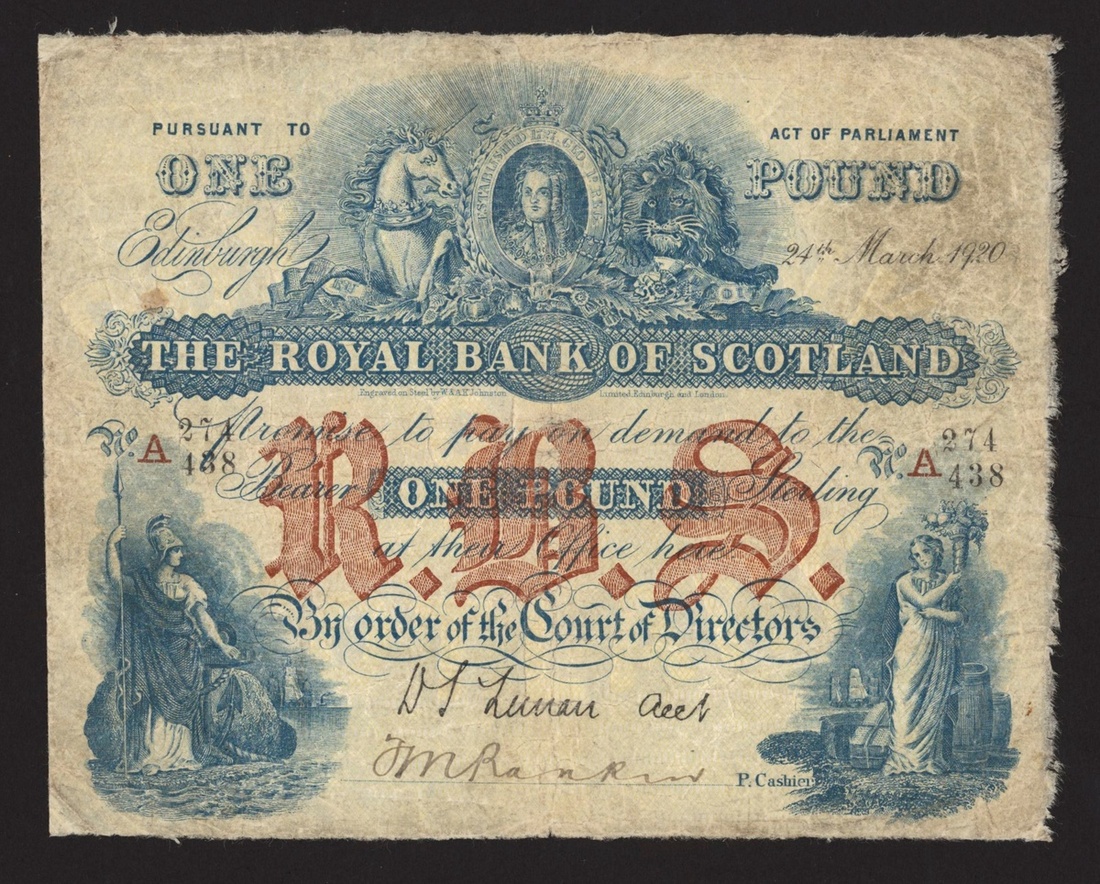 PURSUANT TO
ACT OF PARLIAMENT
ONE
POUND
Edinburgh
24th March 1920
THE ROYAL BANK OF SCOTLAND
Engraved on Steel by W. & A.K. Johnston Limited, Edinburgh and London.
Promise to pay on demand to the
No. A 274/438
No. A 274/438
Bearer ONE POUND Sterling
R.B.S.
at their Office here
By order of the Court of Directors
D S Lunan Acct
P. Cashier